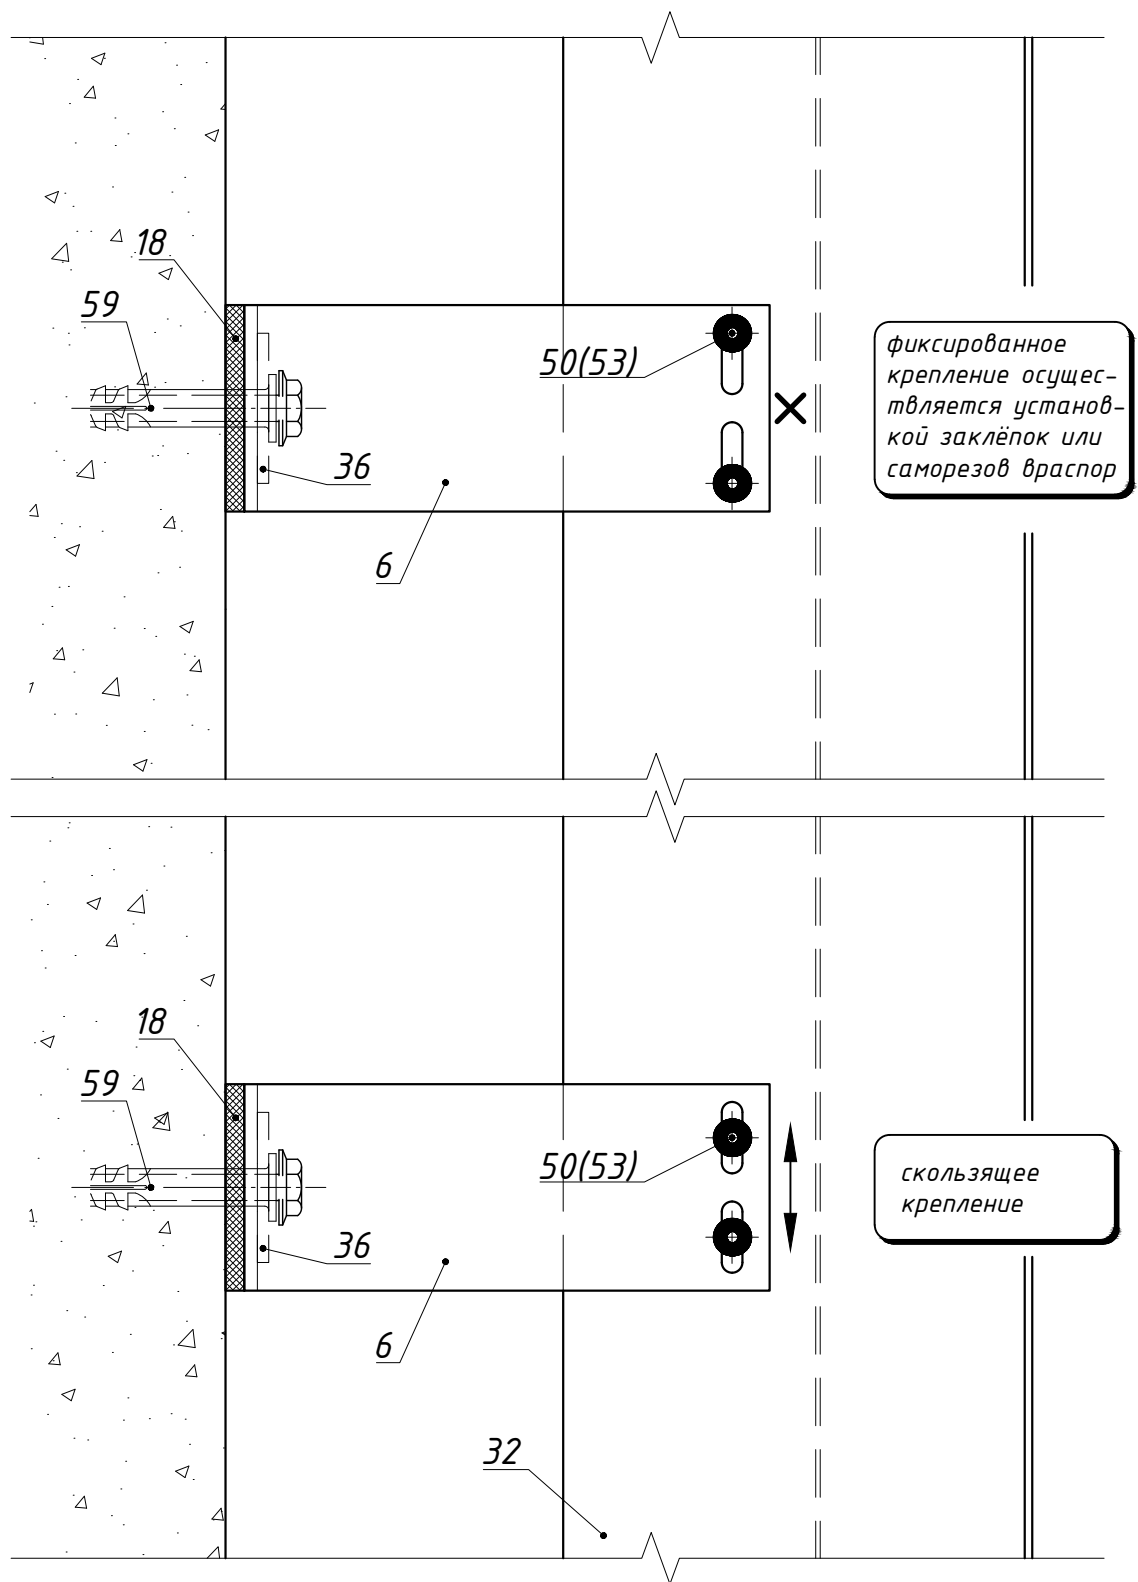 18
59
50(53)
фиксированное
крепление осущес-
твляется установ-
кой заклёпок или
саморезов враспор
36
6
18
59
50(53)
скользящее
крепление
36
6
32